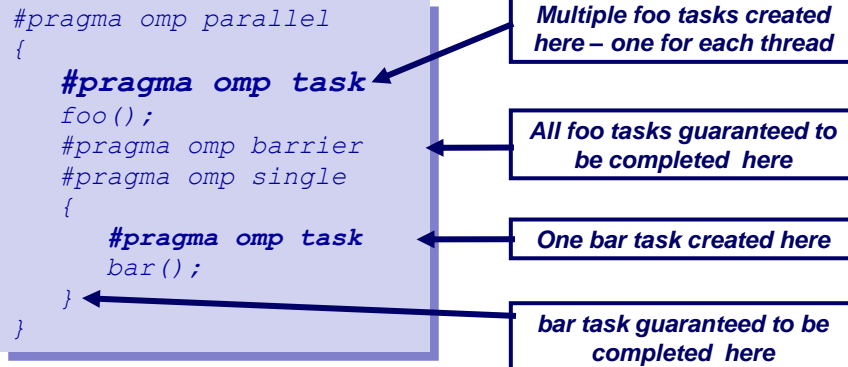 #pragma omp parallel
{
#pragma omp task
foo();
#pragma omp barrier
#pragma omp single
{
#pragma omp task
bar();
}
}
Multiple foo tasks created
here – one for each thread
All foo tasks guaranteed to
be completed here
One bar task created here
bar task guaranteed to be
completed here